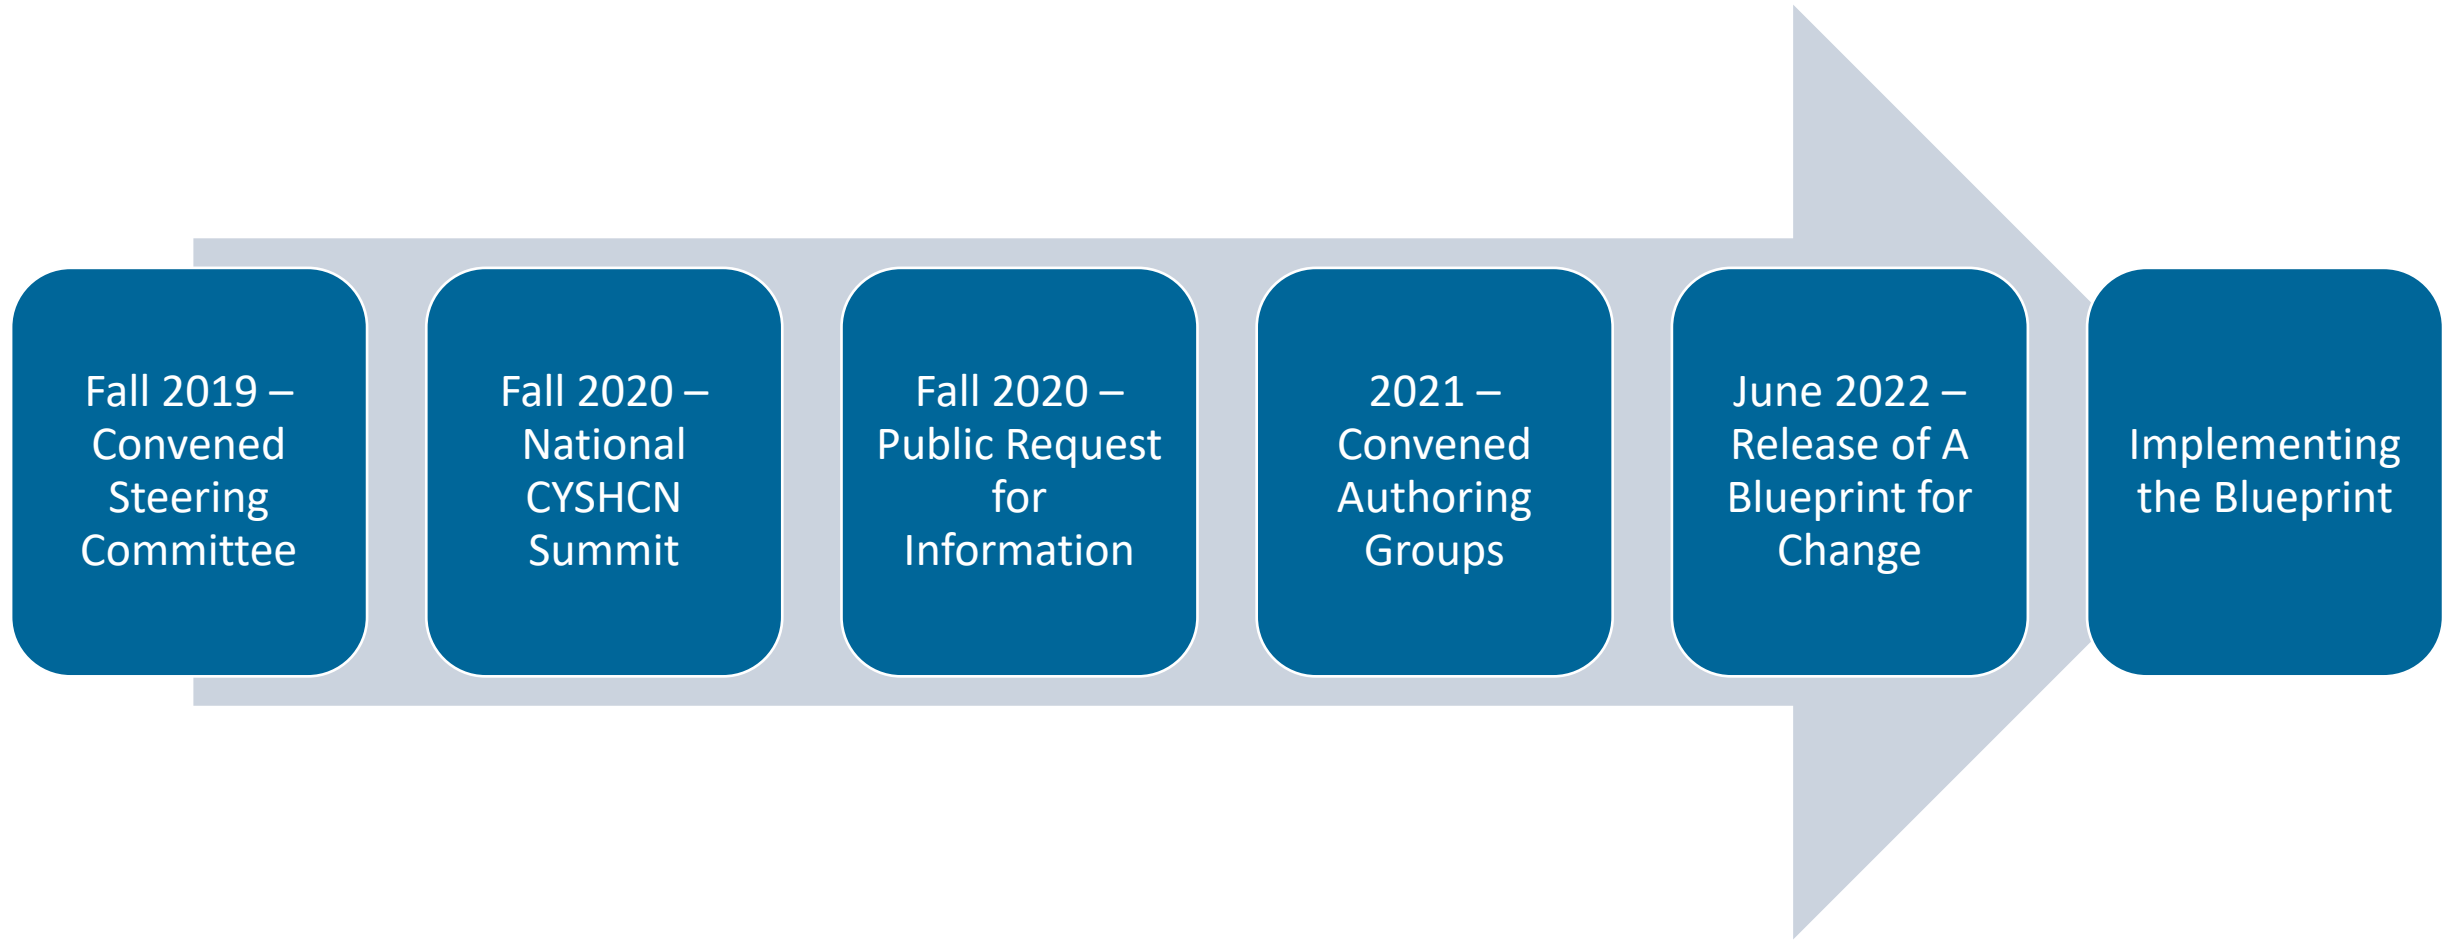 Fall 2019 –
Convened
Steering
Committee
Fall 2020 –
National
CYSHCN
Summit
Fall 2020 –
Public Request
for
Information
2021 –
Convened
Authoring
Groups
June 2022 –
Release of A
Blueprint for
Change
Implementing
the Blueprint